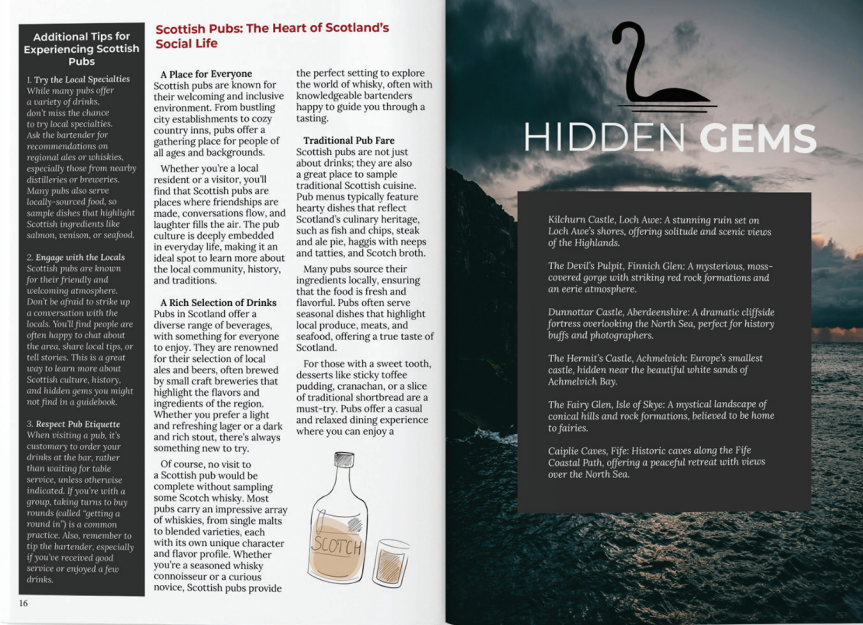 Additional Tips for
Experiencing Scottish
Pubs
1. Try the Local Specialties
While many pubs offer
a variety of drinks,
don't miss the chance
to try local specialties.
Ask the bartender for
recommendations on
regional ales or whiskies,
especially those from nearby
distilleries or breweries.
Many pubs also serve
locally-sourced food, so
sample dishes that highlight
Scottish ingredients like
salmon, venison, or seafood.
2. Engage with the Locals
Scottish pubs are known
for their friendly and
welcoming atmosphere.
Don't be afraid to strike up
a conversation with the
locals. You'll find people are
often happy to chat about
the area, share local tips, or
tell stories. This is a great
way to learn more about
Scottish culture, history,
and hidden gems you might
not find in a guidebook.
3. Respect Pub Etiquette
When visiting a pub, it's
customary to order your
drinks at the bar, rather
than waiting for table
service, unless otherwise
indicated. If you're with a
group, taking turns to buy
rounds (called "getting a
round in") is a common
practice. Also, remember to
tip the bartender, especially
if you've received good
service or enjoyed a few
drinks.
16
Scottish Pubs: The Heart of Scotland's
Social Life
A Place for Everyone
Scottish pubs are known for
their welcoming and inclusive
environment. From bustling
city establishments to cozy
country inns, pubs offer a
gathering place for people of
all ages and backgrounds.
Whether you're a local
resident or a visitor, you'll
find that Scottish pubs are
places where friendships are
made, conversations flow, and
laughter fills the air. The pub
culture is deeply embedded
in everyday life, making it an
ideal spot to learn more about
the local community, history,
and traditions.
A Rich Selection of Drinks
Pubs in Scotland offer a
diverse range of beverages,
with something for everyone
to enjoy. They are renowned
for their selection of local
ales and beers, often brewed
by small craft breweries that
highlight the flavors and
ingredients of the region.
Whether you prefer a light
and refreshing lager or a dark
and rich stout, there's always
something new to try.
Of course, no visit to
a Scottish pub would be
complete without sampling
some Scotch whisky. Most
pubs carry an impressive array
of whiskies, from single malts
to blended varieties, each
with its own unique character
and flavor profile. Whether
you're a seasoned whisky
connoisseur or a curious
novice, Scottish pubs provide
the perfect setting to explore
the world of whisky, often with
knowledgeable bartenders
happy to guide you through a
tasting.
Traditional Pub Fare
Scottish pubs are not just
about drinks; they are also
a great place to sample
traditional Scottish cuisine.
Pub menus typically feature
hearty dishes that reflect
Scotland's culinary heritage,
such as fish and chips, steak
and ale pie, haggis with neeps
and tatties, and Scotch broth.
Many pubs source their
ingredients locally, ensuring
that the food is fresh and
flavorful. Pubs often serve
seasonal dishes that highlight
local produce, meats, and
seafood, offering a true taste of
Scotland.
For those with a sweet tooth,
desserts like sticky toffee
pudding, cranachan, or a slice
of traditional shortbread are a
must-try. Pubs offer a casual
and relaxed dining experience
where you can enjoy a
SCOTCH
HIDDEN GEMS
Kilchurn Castle, Loch Awe: A stunning ruin set on
Loch Awe's shores, offering solitude and scenic views
of the Highlands.
The Devil's Pulpit, Finnich Glen: A mysterious, moss-
covered gorge with striking red rock formations and
an eerie atmosphere.
Dunnottar Castle, Aberdeenshire: A dramatic cliffside
fortress overlooking the North Sea, perfect for history
buffs and photographers.
The Hermit's Castle, Achmelvich: Europe's smallest
castle, hidden near the beautiful white sands of
Achmelvich Bay.
The Fairy Glen, Isle of Skye: A mystical landscape of
conical hills and rock formations, believed to be home
to fairies.
Caiplie Caves, Fife: Historic caves along the Fife
Coastal Path, offering a peaceful retreat with views
over the North Sea.